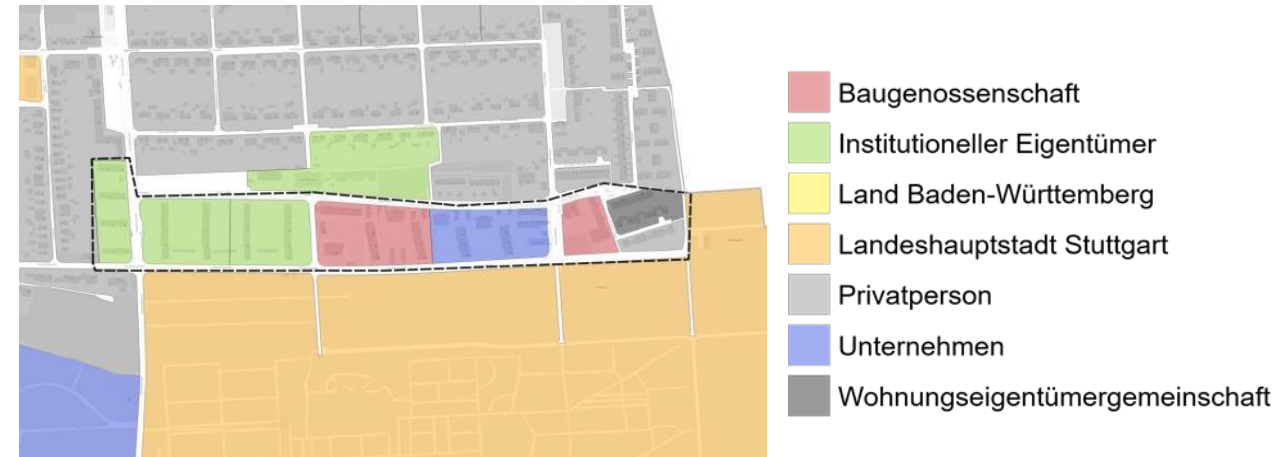 Baugenossenschaft
Institutioneller Eigentümer
Land Baden-Württemberg
Landeshauptstadt Stuttgart
Privatperson
Unternehmen
Wohnungseigentümergemeinschaft